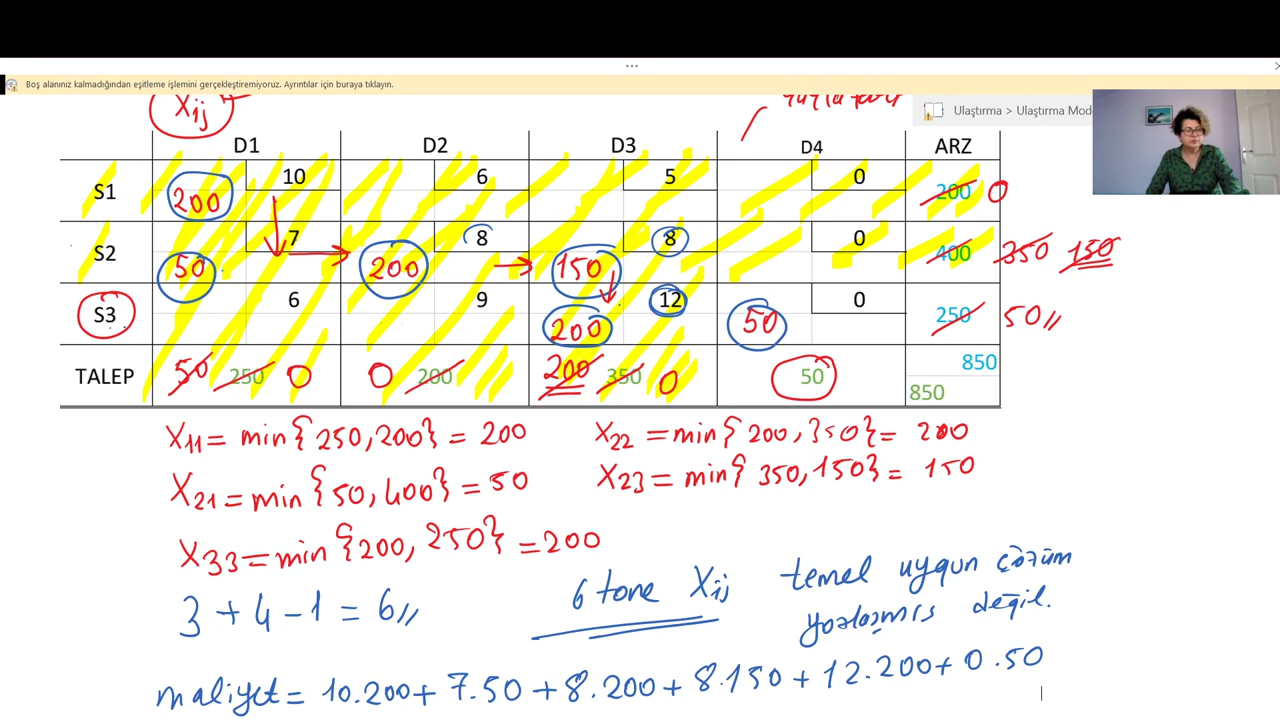 Boş alanınız kalmadığından eşitleme işlemini gerçekleştiremiyoruz. Ayrıntılar için buraya tıklayın.
Xij
Ulaştırma > Ulaştırma Mod
D1 D2 D3 D4 ARZ
S1 200 10 6 5 0 200 0
S2 50 7 200 8 150 8 0 400 350 150
S3 6 9 200 12 50 0 250 50//
TALEP 50 250 0 0 200 200 350 0 50 850
850
X11 = min{250,200} = 200 X22 = min{200,350} = 200
X21 = min{50,400} = 50 X23 = min{350,150} = 150
X33 = min{200, 250} = 200
3 + 4 - 1 = 6// 6 tane Xij temel uygun çözüm
yozlaşmış değil.
maliyet = 10.200 + 7.50 + 8.200 + 8.150 + 12.200 + 0.50